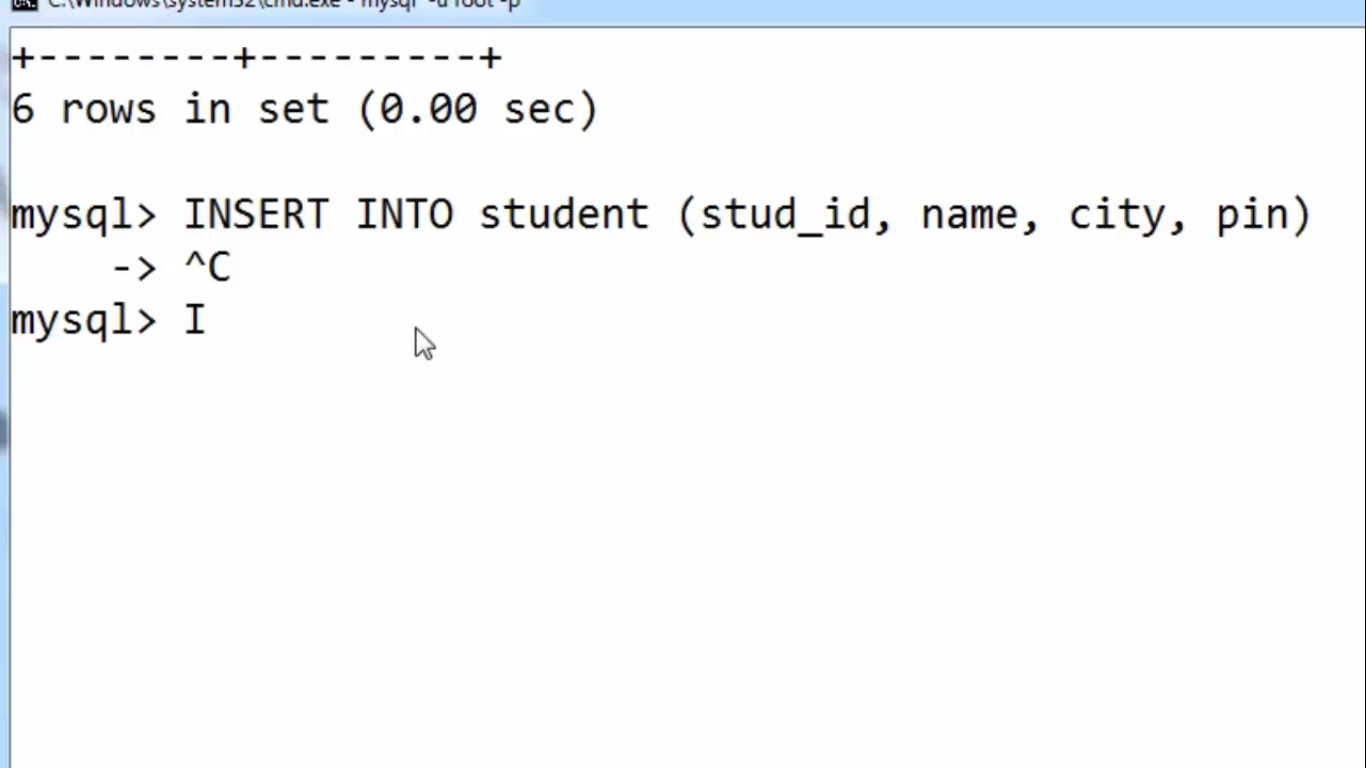 C:\Windows\system32\cmd.exe - mysql -u root -p
+--------+---------+
6 rows in set (0.00 sec)
mysql> INSERT INTO student (stud_id, name, city, pin)
-> ^C
mysql> I